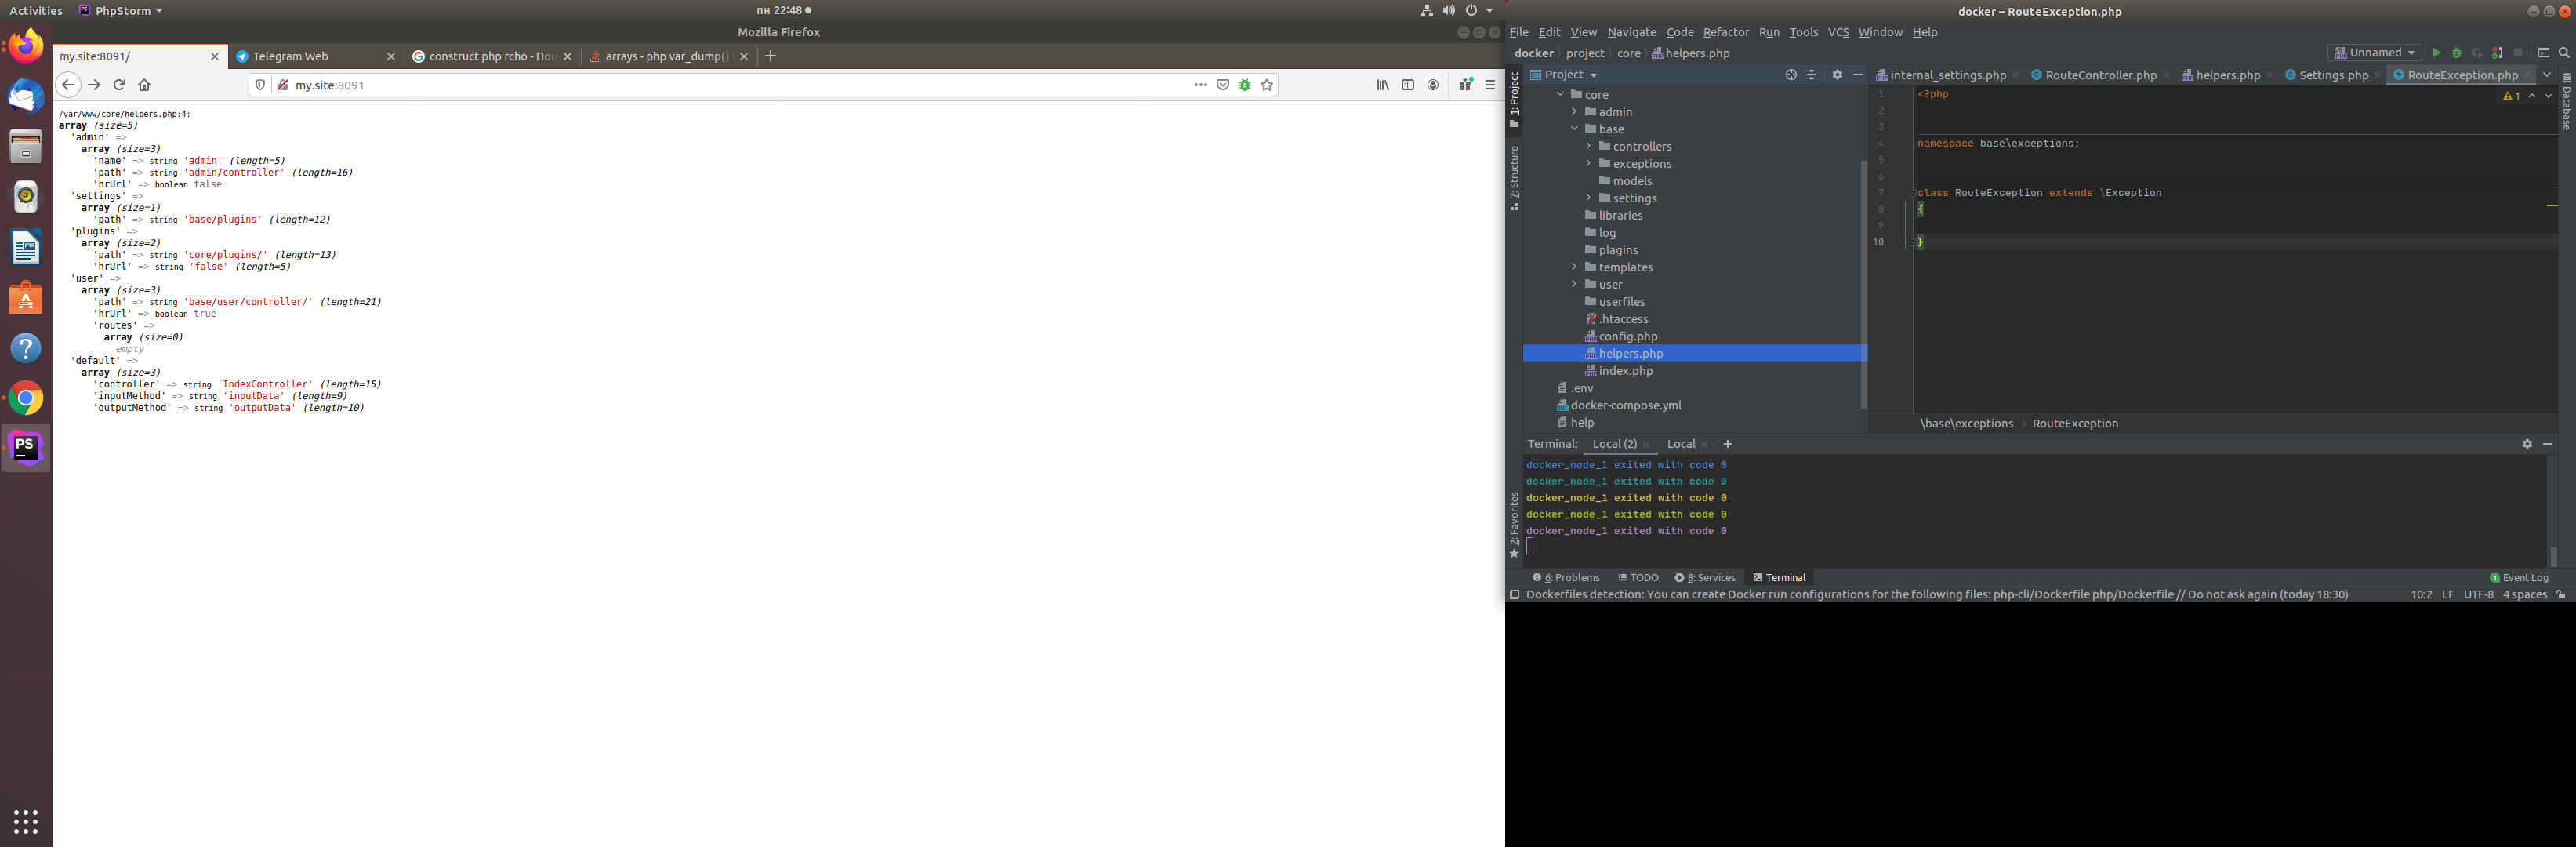 Activities PhpStorm пн 22:48
Mozilla Firefox
my.site:8091/ Telegram Web construct php rcho - Пои arrays - php var_dump()
my.site:8091
/var/www/core/helpers.php:4:
array (size=5)
'admin' =>
array (size=3)
'name' => string 'admin' (length=5)
'path' => string 'admin/controller' (length=16)
'hrUrl' => boolean false
'settings' =>
array (size=1)
'path' => string 'base/plugins' (length=12)
'plugins' =>
array (size=2)
'path' => string 'core/plugins/' (length=13)
'hrUrl' => string 'false' (length=5)
'user' =>
array (size=3)
'path' => string 'base/user/controller/' (length=21)
'hrUrl' => boolean true
'routes' =>
array (size=0)
empty
'default' =>
array (size=3)
'controller' => string 'IndexController' (length=15)
'inputMethod' => string 'inputData' (length=9)
'outputMethod' => string 'outputData' (length=10)
PS
docker – RouteException.php
File Edit View Navigate Code Refactor Run Tools VCS Window Help
docker project core helpers.php Unnamed
Project internal_settings.php RouteController.php helpers.php Settings.php RouteException.php
1: Project
7: Structure
2: Favorites
Database
core
admin
base
controllers
exceptions
models
settings
libraries
log
plagins
templates
user
userfiles
.htaccess
config.php
helpers.php
index.php
.env
docker-compose.yml
help
1 <?php
2
3
4 namespace base\exceptions;
5
6
7 class RouteException extends \Exception
8 {
9
10 }
1
\base\exceptions › RouteException
Terminal: Local (2) Local +
docker_node_1 exited with code 0
docker_node_1 exited with code 0
docker_node_1 exited with code 0
docker_node_1 exited with code 0
docker_node_1 exited with code 0
6: Problems TODO 8: Services Terminal 1 Event Log
Dockerfiles detection: You can create Docker run configurations for the following files: php-cli/Dockerfile php/Dockerfile // Do not ask again (today 18:30) 10:2 LF UTF-8 4 spaces